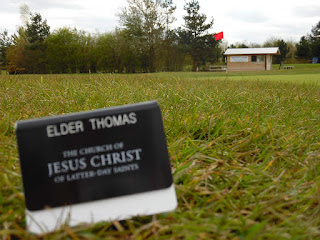 ELDER THOMAS
THE CHURCH OF
JESUS CHRIST
OF LATTER-DAY SAINTS